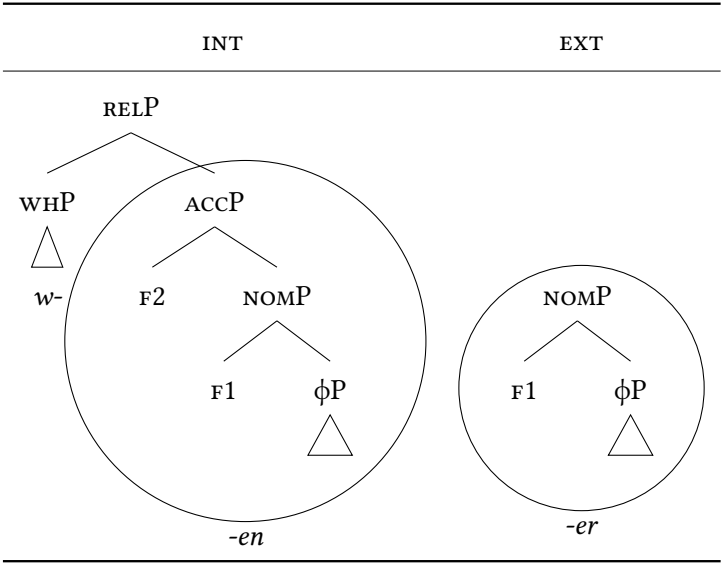 INT EXT
RELP
WHP ACCP
w- F2 NOMP NOMP
F1 ϕP F1 ϕP
-en -er